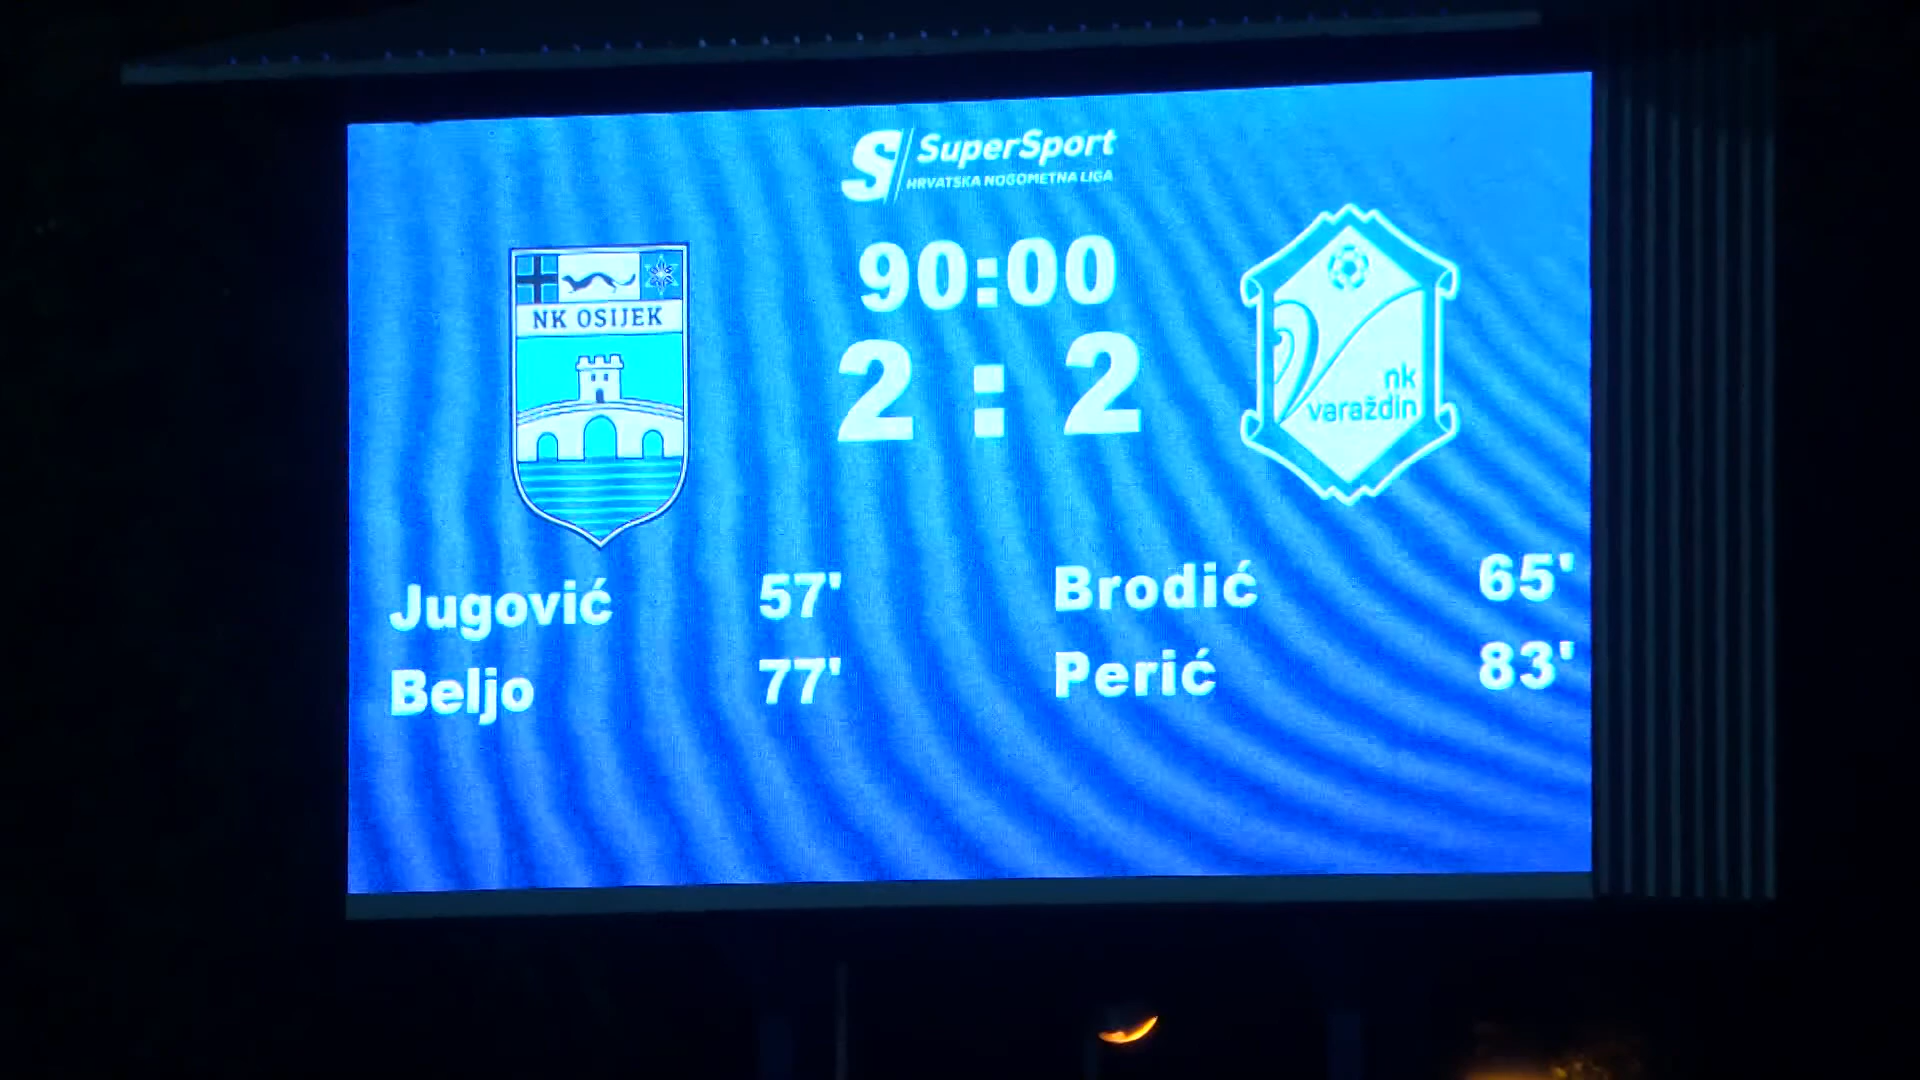 SuperSport
HRVATSKA NOGOMETNA LIGA
90:00
2 : 2
NK OSIJEK
nk
varaždin
Jugović 57'
Beljo 77'
Brodić 65'
Perić 83'